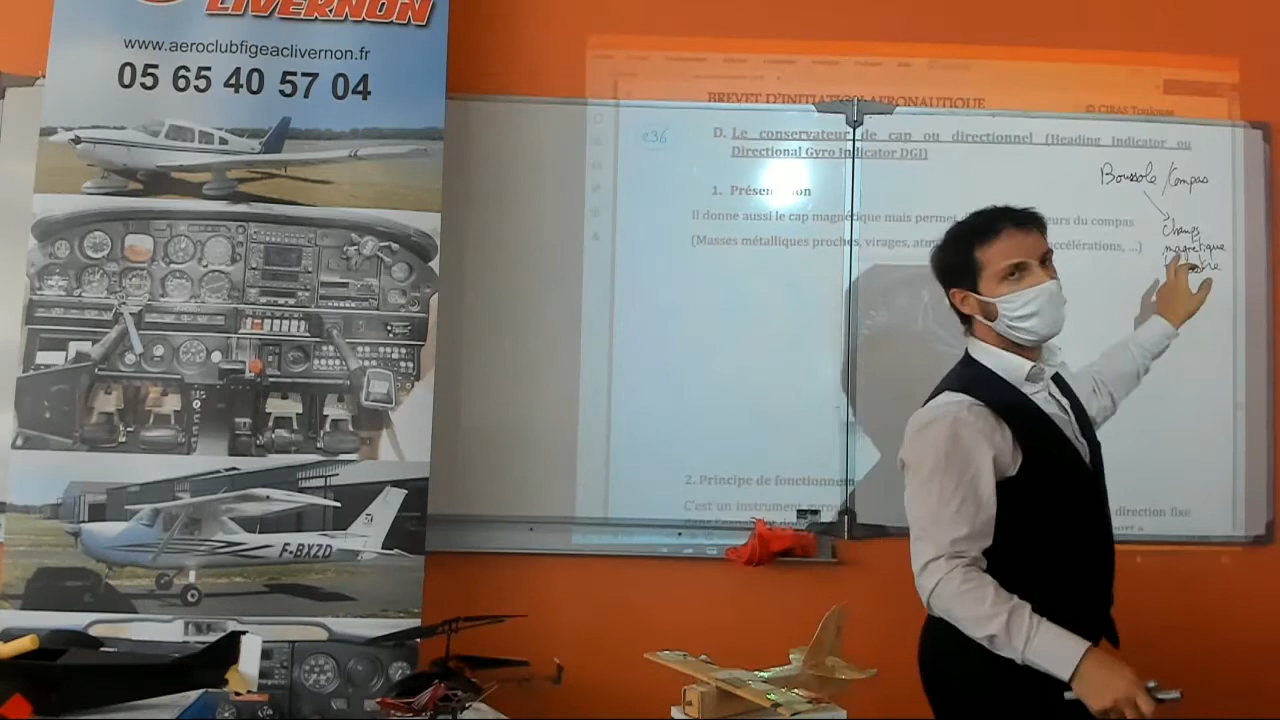 LIVERNON
www.aeroclubfigeaclivernon.fr
05 65 40 57 04
F-BXZD
BREVET D'INITIATION AERONAUTIQUE
© CIRAS Toulouse
e36
D. Le conservateur de cap ou directionnel (Heading Indicator ou
Directional Gyro Indicator DGI)
1. Présentation
Il donne aussi le cap magnétique mais permet eurs du compas
(Masses métalliques proches, virages, accélérations, ...)
Boussole / Compas
Champs
magnétique
2. Principe de fonctionnem
C'est un instrument direction fixe